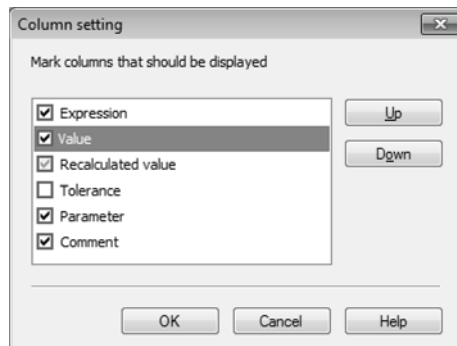 Column setting
Mark columns that should be displayed
Expression
Value
Recalculated value
Tolerance
Parameter
Comment
Up
Down
OK
Cancel
Help